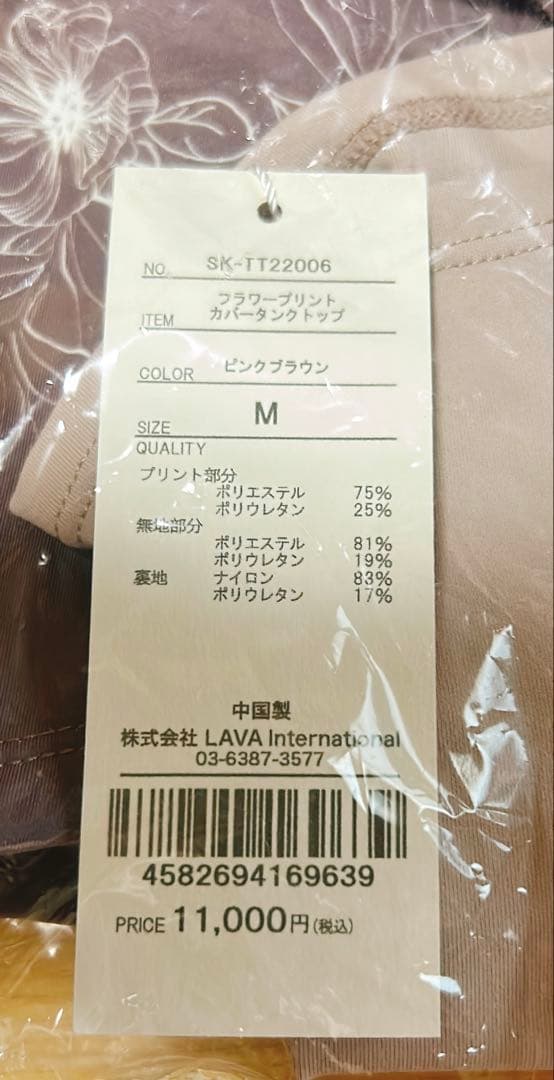 NO. SK-TT22006
フラワープリント
ITEM カバータンクトップ
COLOR ピンクブラウン
SIZE M
QUALITY
プリント部分
ポリエステル 75%
ポリウレタン 25%
無地部分
ポリエステル 81%
ポリウレタン 19%
裏地 ナイロン 83%
ポリウレタン 17%
中国製
株式会社 LAVA International
03-6387-3577
4582694169639
PRICE 11,000円(税込)